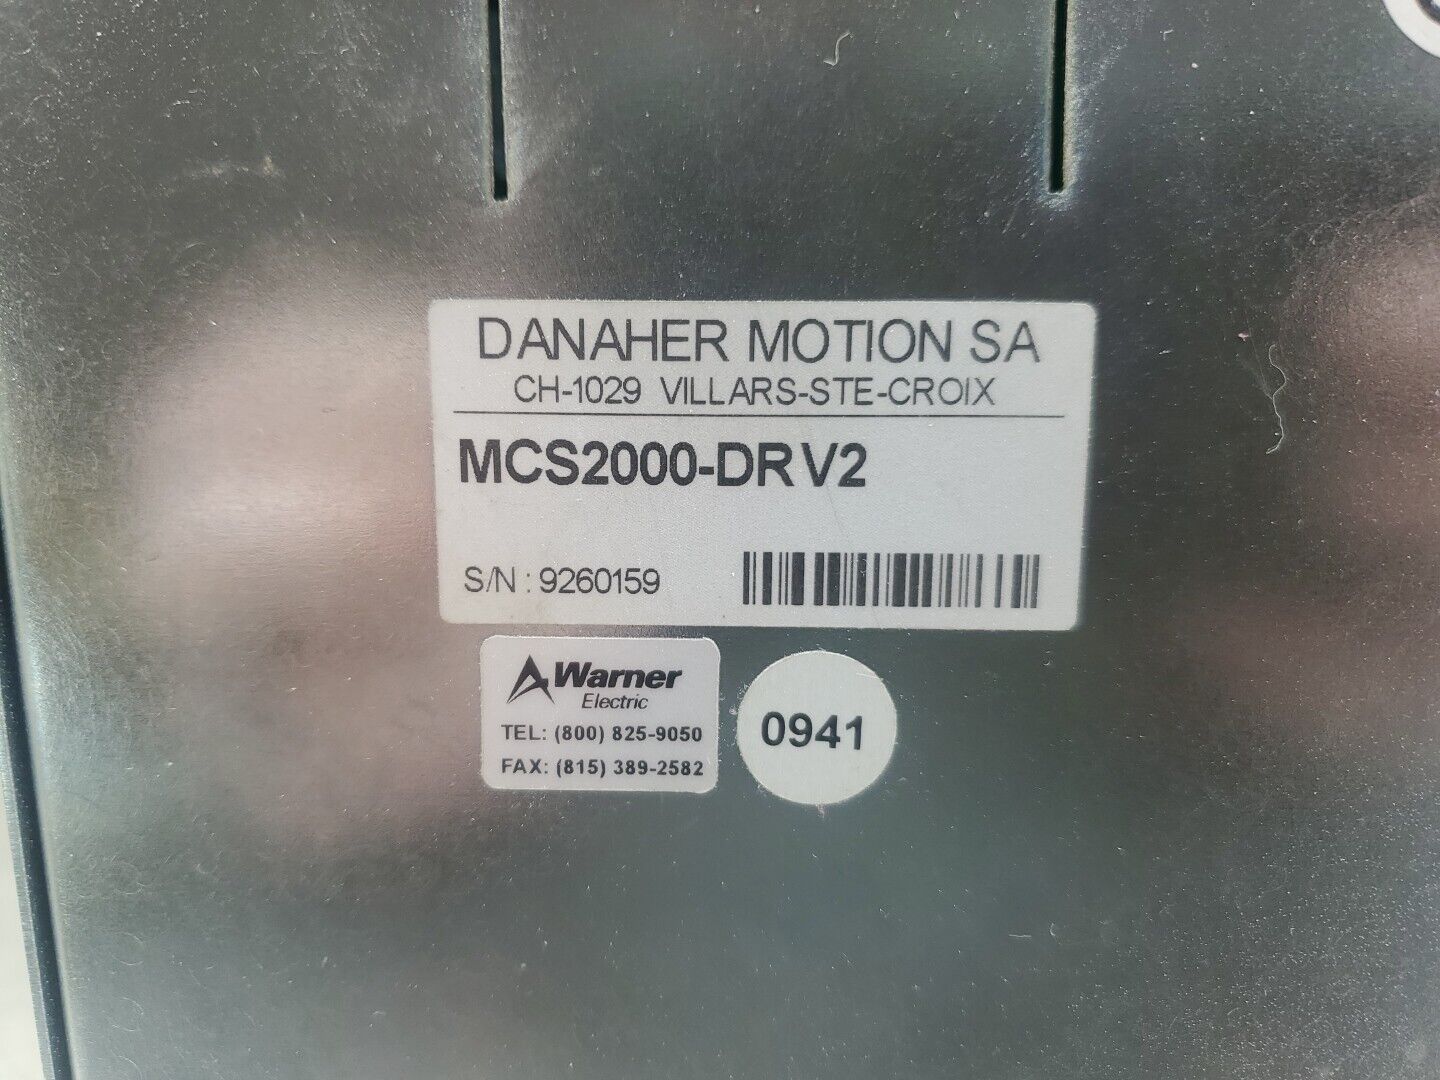 DANAHER MOTION SA
CH-1029 VILLARS-STE-CROIX
MCS2000-DRV2
S/N : 9260159
Warner
Electric
TEL: (800) 825-9050
FAX: (815) 389-2582
0941